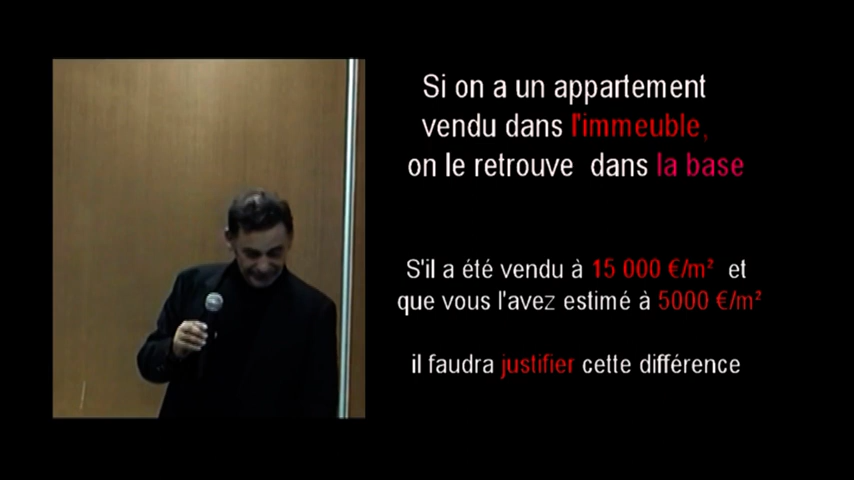 Si on a un appartement
vendu dans l'immeuble,
on le retrouve dans la base
S'il a été vendu à 15 000 €/m² et
que vous l'avez estimé à 5000 €/m²
il faudra justifier cette différence